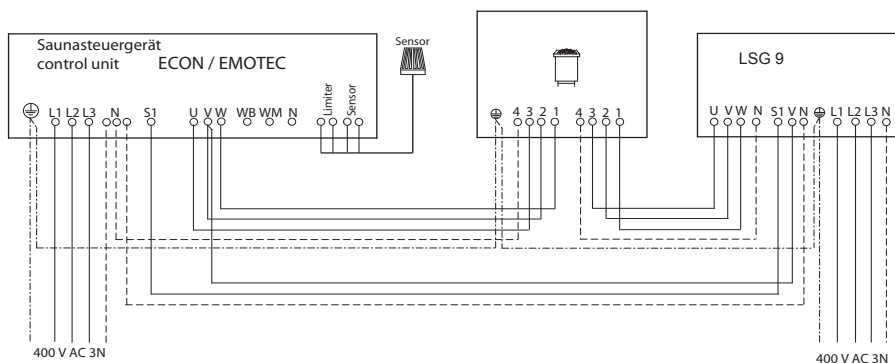 Saunasteuergerät
control unit ECON / EMOTEC
L1 L2 L3 N S1 U V W WB WM N
Limiter
Sensor
Sensor
4 3 2 1 4 3 2 1
LSG 9
U V W N S1 V N L1 L2 L3 N
400 V AC 3N
400 V AC 3N